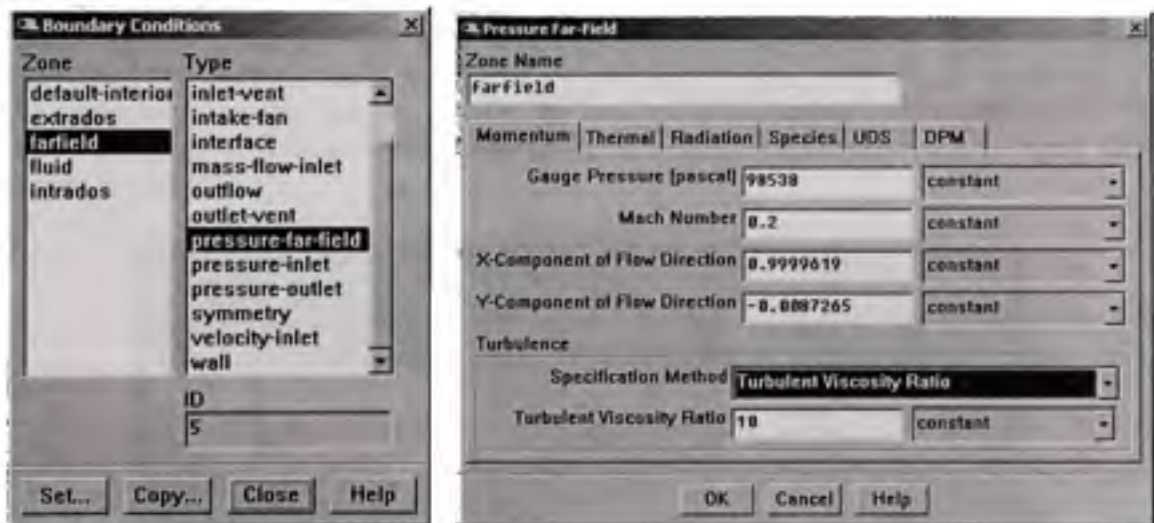 Boundary Conditions
Zone Type
default-interior
extrados
farfield
fluid
intrados
inlet-vent
intake-fan
interface
mass-flow-inlet
outflow
outlet-vent
pressure-far-field
pressure-inlet
pressure-outlet
symmetry
velocity-inlet
wall
ID
5
Set... Copy... Close Help
Pressure Far-Field
Zone Name
farfield
Momentum Thermal Radiation Species UDS DPM
Gauge Pressure (pascal) 98538 constant
Mach Number 0.2 constant
X-Component of Flow Direction 0.9999619 constant
Y-Component of Flow Direction -0.0087265 constant
Turbulence
Specification Method Turbulent Viscosity Ratio
Turbulent Viscosity Ratio 10 constant
OK Cancel Help